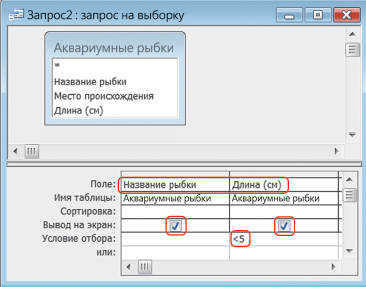 Запрос2 : запрос на выборку
Аквариумные рыбки
=
Название рыбки
Место происхождения
Длина (см)
Поле: Название рыбки Длина (см)
Имя таблицы: Аквариумные рыбки Аквариумные рыбки
Сортировка:
Вывод на экран:
Условие отбора: <5
или: